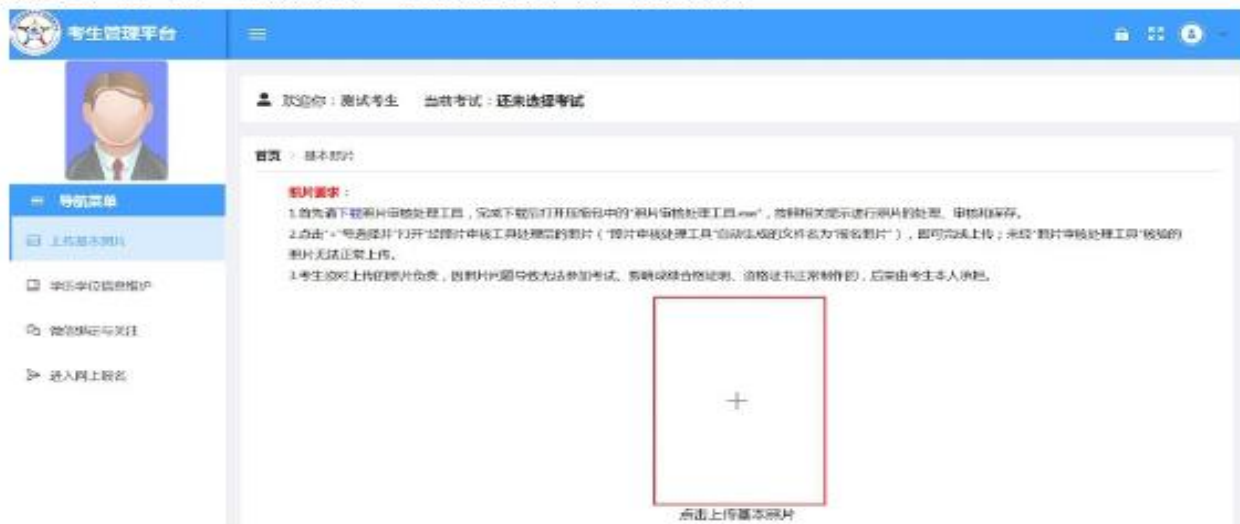 考生管理平台
欢迎你：测试考生 当前考试：还未选择考试
首页 > 基本照片
导航菜单
上传基本照片
学历学位信息维护
微信绑定与关注
进入网上报名
照片要求：
1.首先请下载照片审核处理工具，完成下载后打开压缩包中的"照片审核处理工具.exe"，按照相关提示进行照片的处理、审核和保存。
2.点击"+"号选择并"打开"经照片审核工具处理后的照片（"照片审核处理工具"自动生成的文件名为"报名照片"），即可完成上传；未经"照片审核处理工具"校验的
照片无法正常上传。
3.考生须对上传的照片负责，因照片问题导致无法参加考试、影响成绩合格证明、资格证书正常制作的，后果由考生本人承担。
点击上传基本照片